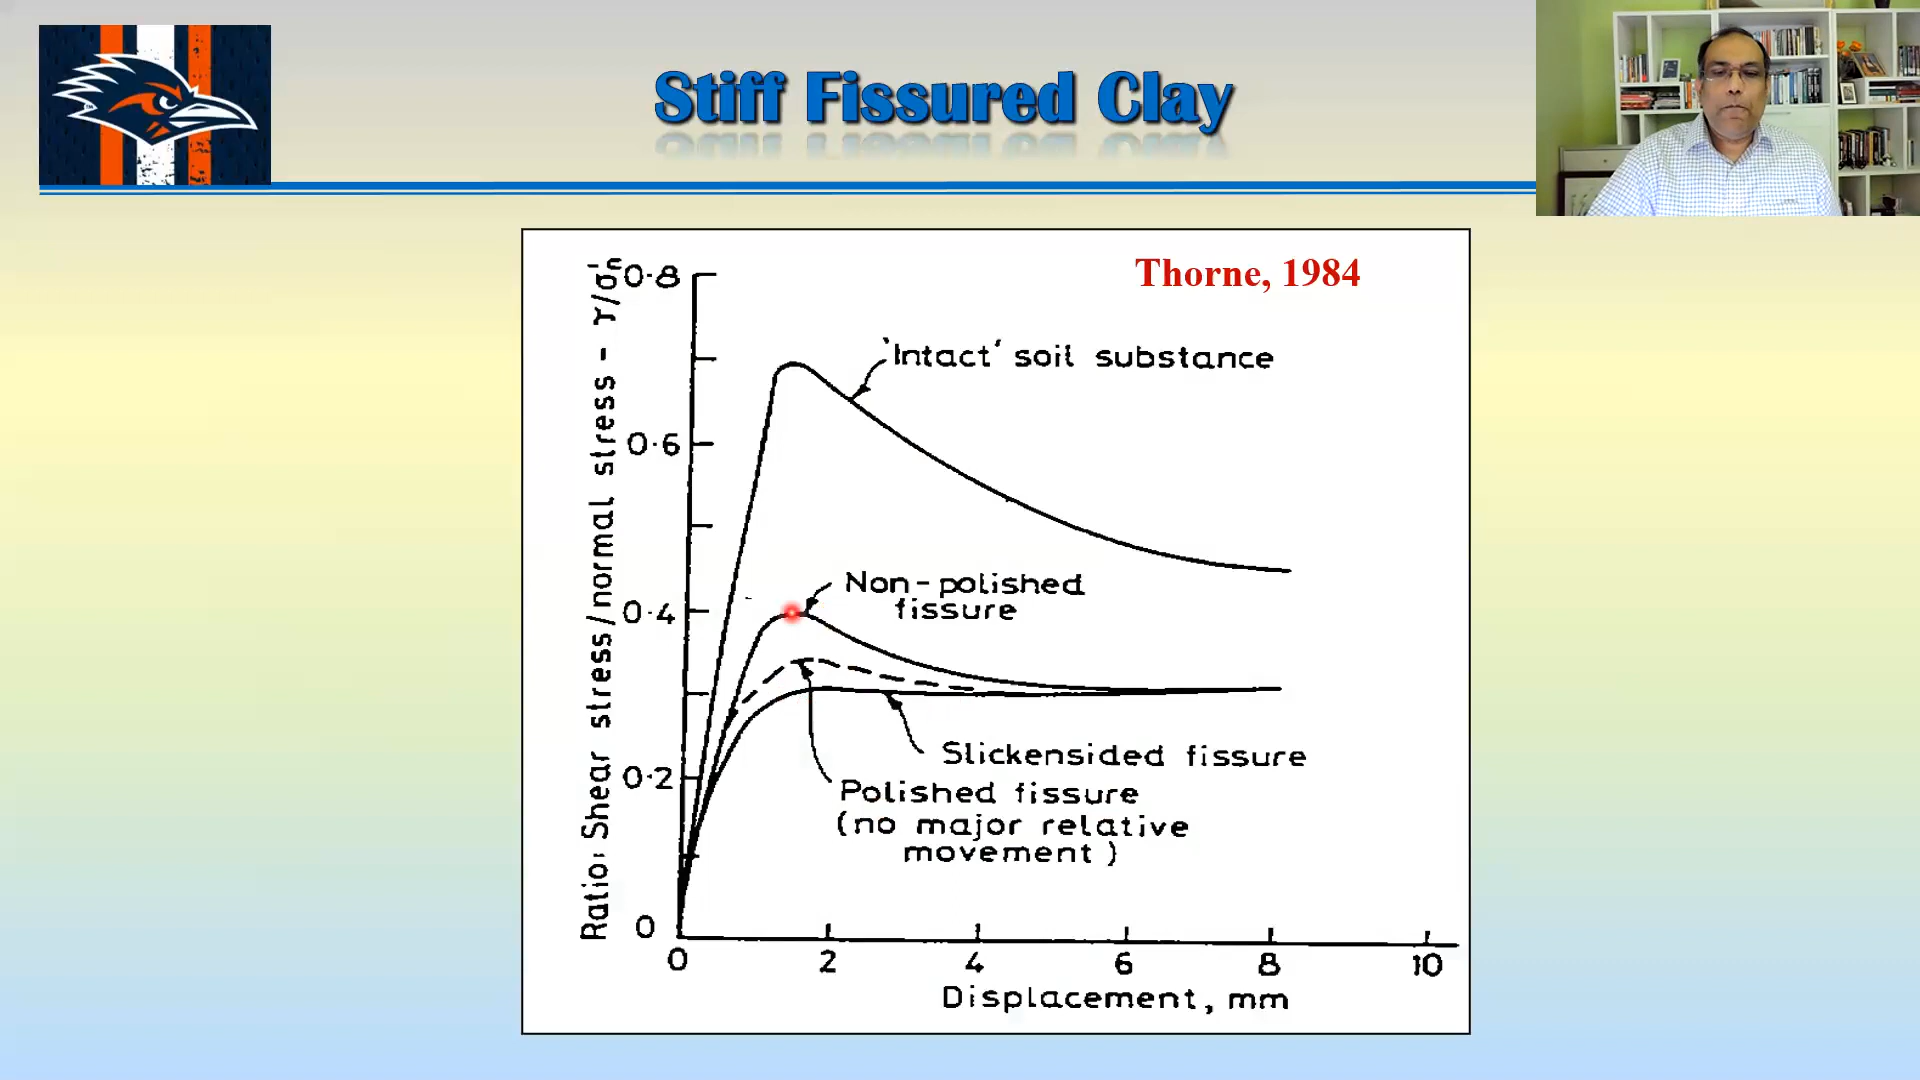 Stiff Fissured Clay
Thorne, 1984
Ratio: Shear stress/normal stress - τ/σ̄n
0·8
0·6
0·4
0·2
0
'Intact' soil substance
Non-polished
fissure
Slickensided fissure
Polished fissure
(no major relative
movement)
0 2 4 6 8 10
Displacement, mm